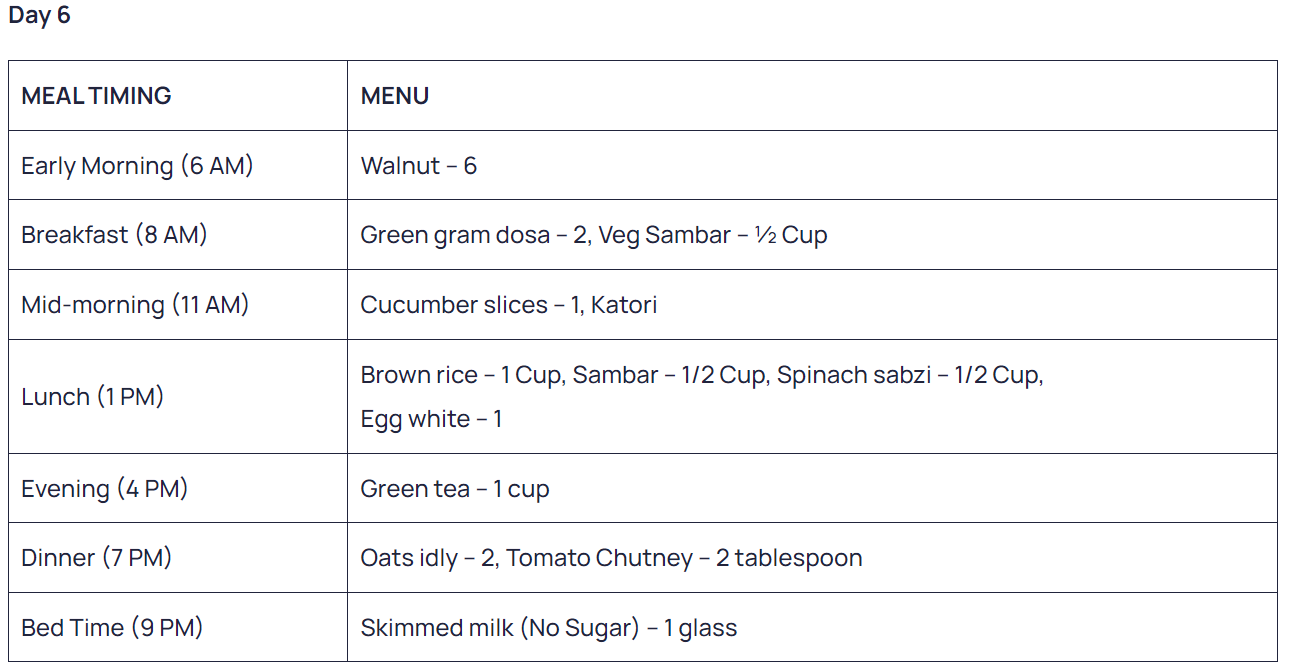 Day 6
MEAL TIMING
MENU
Early Morning (6 AM)
Walnut – 6
Breakfast (8 AM)
Green gram dosa – 2, Veg Sambar – ½ Cup
Mid-morning (11 AM)
Cucumber slices – 1, Katori
Lunch (1 PM)
Brown rice – 1 Cup, Sambar – 1/2 Cup, Spinach sabzi – 1/2 Cup,
Egg white – 1
Evening (4 PM)
Green tea – 1 cup
Dinner (7 PM)
Oats idly – 2, Tomato Chutney – 2 tablespoon
Bed Time (9 PM)
Skimmed milk (No Sugar) – 1 glass